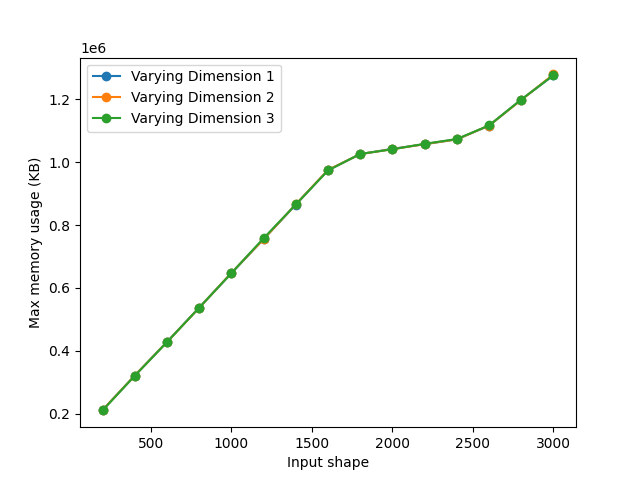 1e6
Varying Dimension 1
Varying Dimension 2
Varying Dimension 3
1.2
1.0
0.8
0.6
0.4
0.2
Max memory usage (KB)
500 1000 1500 2000 2500 3000
Input shape